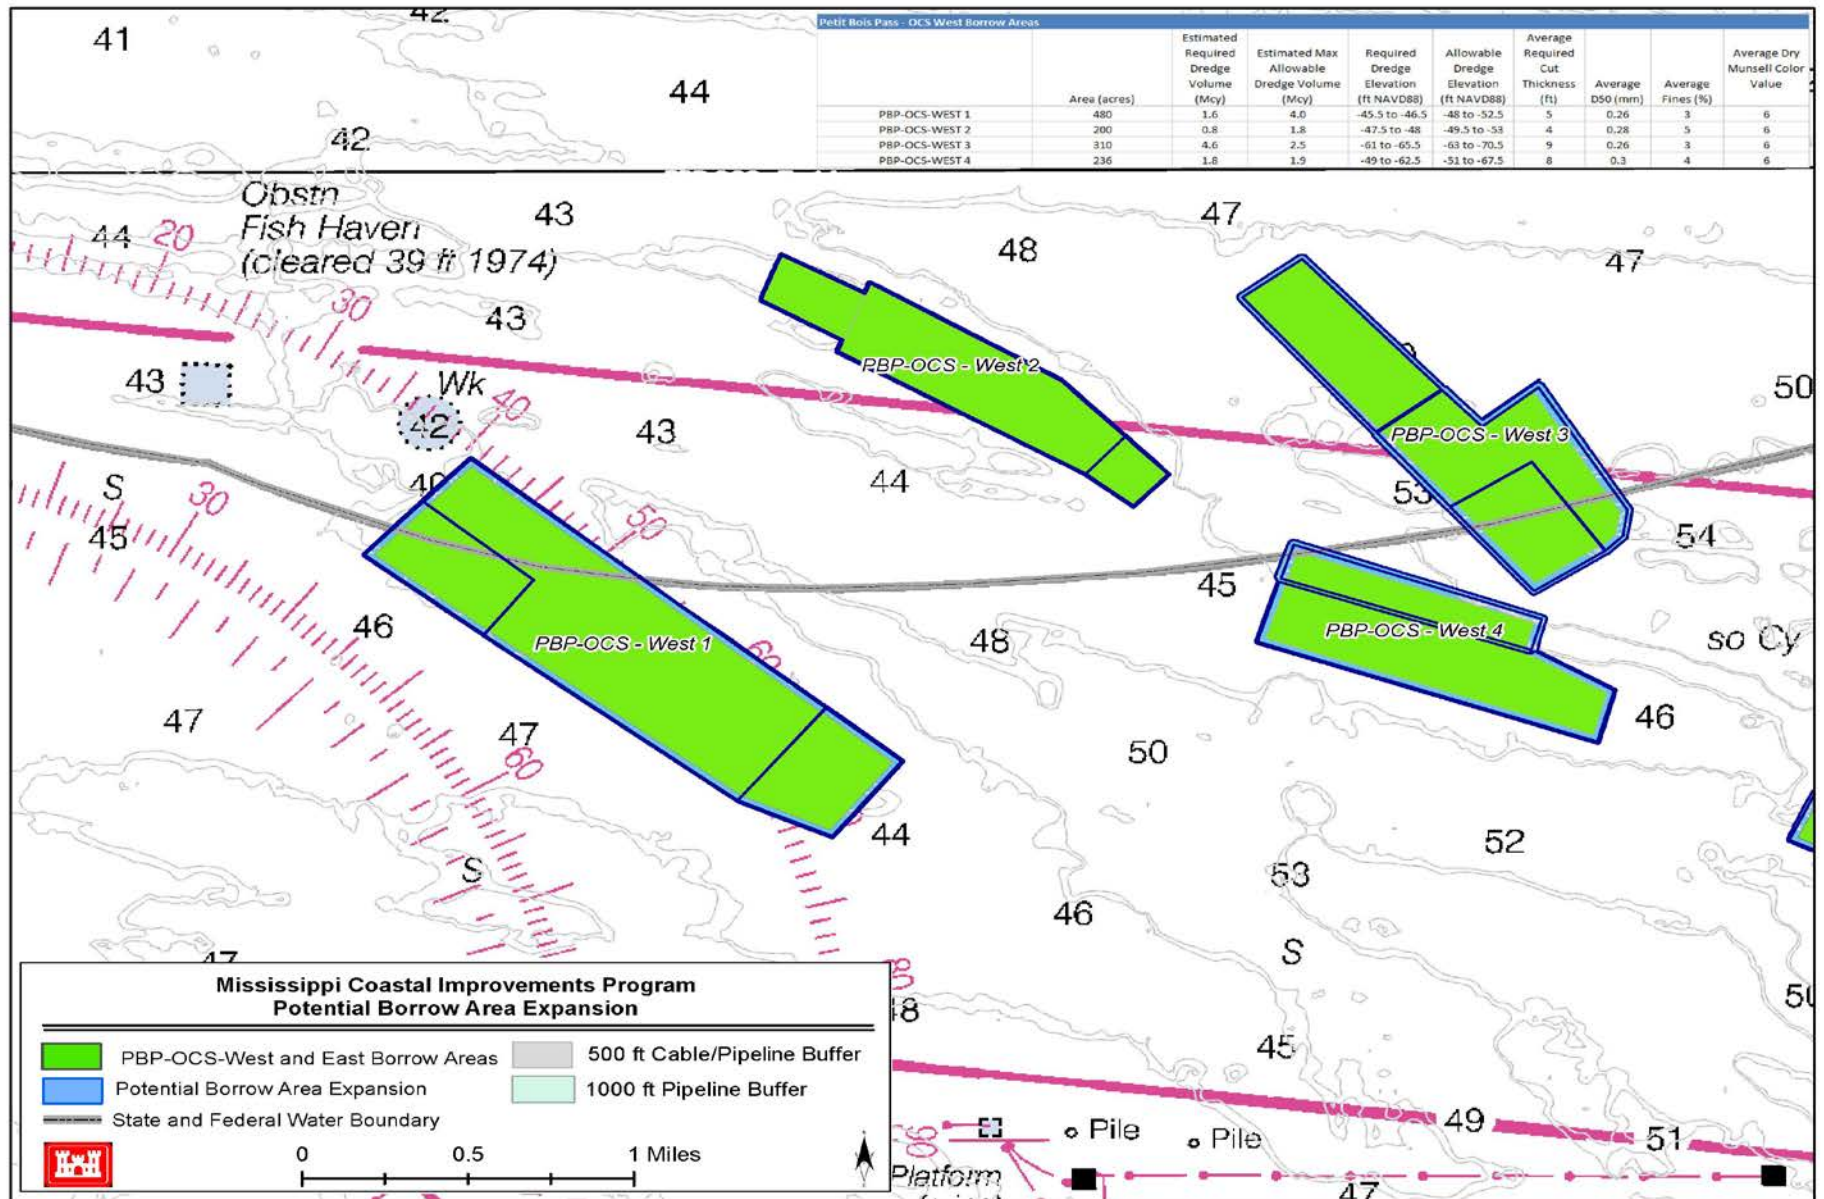 42
41
44
42
Petit Bois Pass - OCS West Borrow Areas
Area (acres) Estimated Required Dredge Volume (Mcy) Estimated Max Allowable Dredge Volume (Mcy) Required Dredge Elevation (ft NAVD88) Allowable Dredge Elevation (ft NAVD88) Average Required Cut Thickness (ft) Average D50 (mm) Average Fines (%) Average Dry Munsell Color Value
PBP-OCS-WEST 1 480 1.6 4.0 -45.5 to -46.5 -48 to -52.5 5 0.26 3 6
PBP-OCS-WEST 2 200 0.8 1.8 -47.5 to -48 -49.5 to -53 4 0.28 5 6
PBP-OCS-WEST 3 310 4.6 2.5 -61 to -65.5 -63 to -70.5 9 0.26 3 6
PBP-OCS-WEST 4 236 1.8 1.9 -49 to -62.5 -51 to -67.5 8 0.3 4 6
Obstn
Fish Haven
(cleared 39 ft 1974)
43
47
44
20
48
47
30
43
PBP-OCS - West 2
43
Wk
50
42
40
43
PBP-OCS - West 3
40
44
53
S
30
50
45
54
45
46
PBP-OCS - West 1
48
PBP-OCS - West 4
so Cy
60
47
47
60
50
46
44
52
S
53
46
S
47
48
50
45
49
51
Pile
Pile
Platform
47
Mississippi Coastal Improvements Program
Potential Borrow Area Expansion
PBP-OCS-West and East Borrow Areas
500 ft Cable/Pipeline Buffer
Potential Borrow Area Expansion
1000 ft Pipeline Buffer
State and Federal Water Boundary
0 0.5 1 Miles